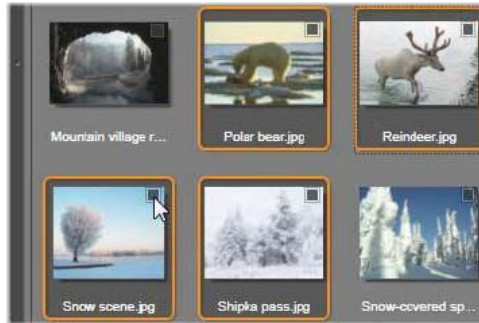 Mountain village r...
Polar bear.jpg
Reindeer.jpg
Snow scene.jpg
Shipka pass.jpg
Snow-covered sp...